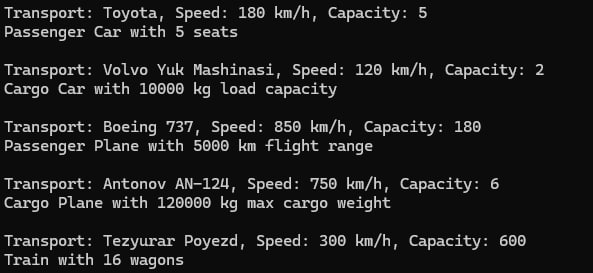 Transport: Toyota, Speed: 180 km/h, Capacity: 5
Passenger Car with 5 seats
Transport: Volvo Yuk Mashinasi, Speed: 120 km/h, Capacity: 2
Cargo Car with 10000 kg load capacity
Transport: Boeing 737, Speed: 850 km/h, Capacity: 180
Passenger Plane with 5000 km flight range
Transport: Antonov AN-124, Speed: 750 km/h, Capacity: 6
Cargo Plane with 120000 kg max cargo weight
Transport: Tezyurar Poyezd, Speed: 300 km/h, Capacity: 600
Train with 16 wagons